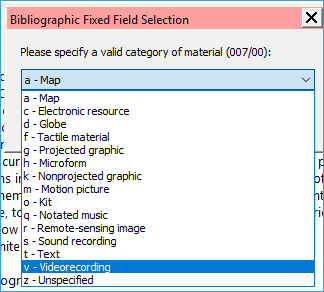 Bibliographic Fixed Field Selection
Please specify a valid category of material (007/00):
a - Map
a - Map
c - Electronic resource
d - Globe
f - Tactile material
g - Projected graphic
h - Microform
k - Nonprojected graphic
m - Motion picture
o - Kit
q - Notated music
r - Remote-sensing image
s - Sound recording
t - Text
v - Videorecording
z - Unspecified